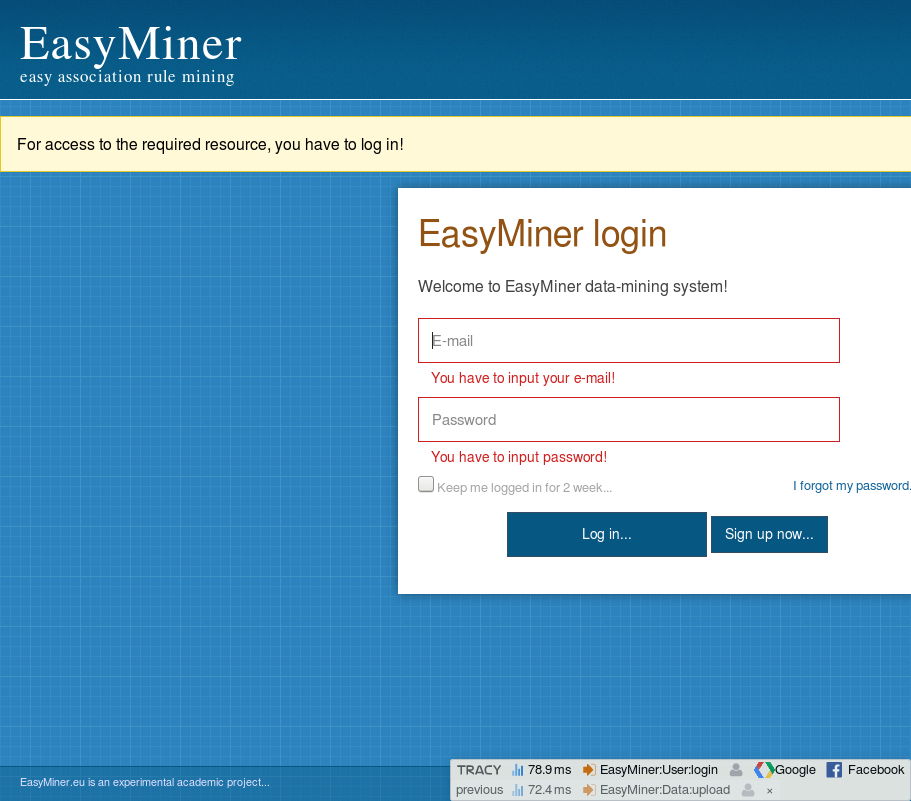 EasyMiner
easy association rule mining
For access to the required resource, you have to log in!
EasyMiner login
Welcome to EasyMiner data-mining system!
E-mail
You have to input your e-mail!
Password
You have to input password!
Keep me logged in for 2 week... I forgot my password.
Log in... Sign up now...
EasyMiner.eu is an experimental academic project...
TRACY 78.9 ms EasyMiner:User:login Google Facebook
previous 72.4 ms EasyMiner:Data:upload ×